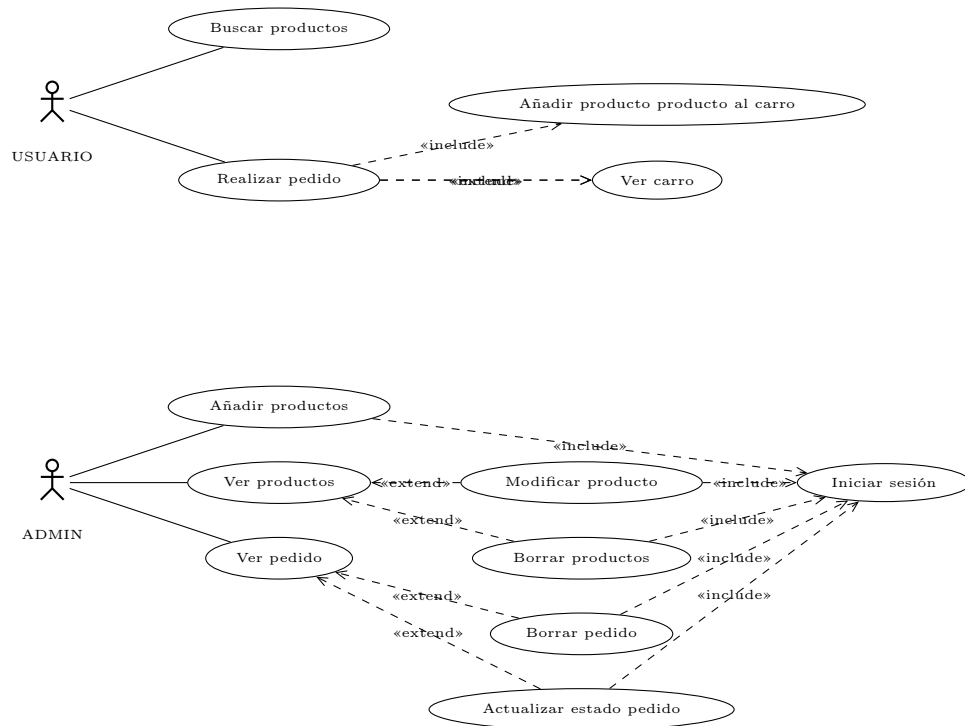 Buscar productos
Añadir producto producto al carro
«include»
USUARIO
Realizar pedido
«include»
«extend»
Ver carro
Añadir productos
«include»
Ver productos
«extend»
Modificar producto
«include»
Iniciar sesión
«extend»
«include»
ADMIN
Ver pedido
Borrar productos
«include»
«extend»
«include»
«extend»
Borrar pedido
Actualizar estado pedido